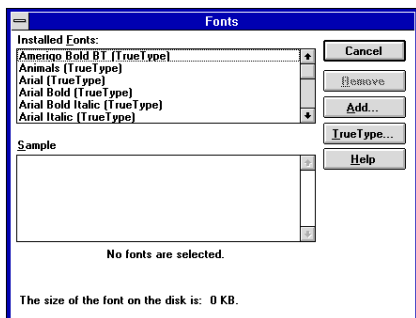 Fonts
Installed Fonts:
Amerigo Bold BT (TrueType)
Animals (TrueType)
Arial (TrueType)
Arial Bold (TrueType)
Arial Bold Italic (TrueType)
Arial Italic (TrueType)
Cancel
Remove
Add...
TrueType...
Help
Sample
No fonts are selected.
The size of the font on the disk is: 0 KB.